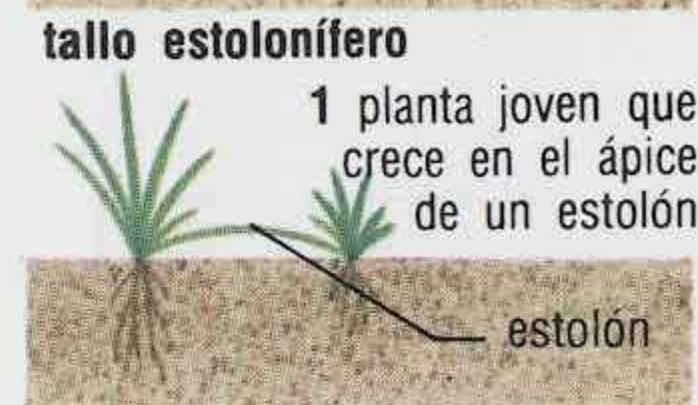 tallo estolonífero
1 planta joven que
crece en el ápice
de un estolón
estolón